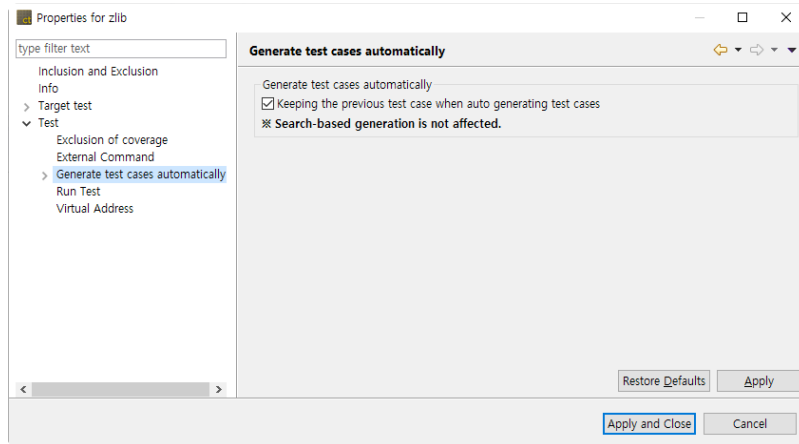 ct
Properties for zlib
type filter text
Generate test cases automatically
Inclusion and Exclusion
Info
Target test
Test
Exclusion of coverage
External Command
Generate test cases automatically
Run Test
Virtual Address
Generate test cases automatically
Keeping the previous test case when auto generating test cases
※ Search-based generation is not affected.
Restore Defaults
Apply
Apply and Close
Cancel